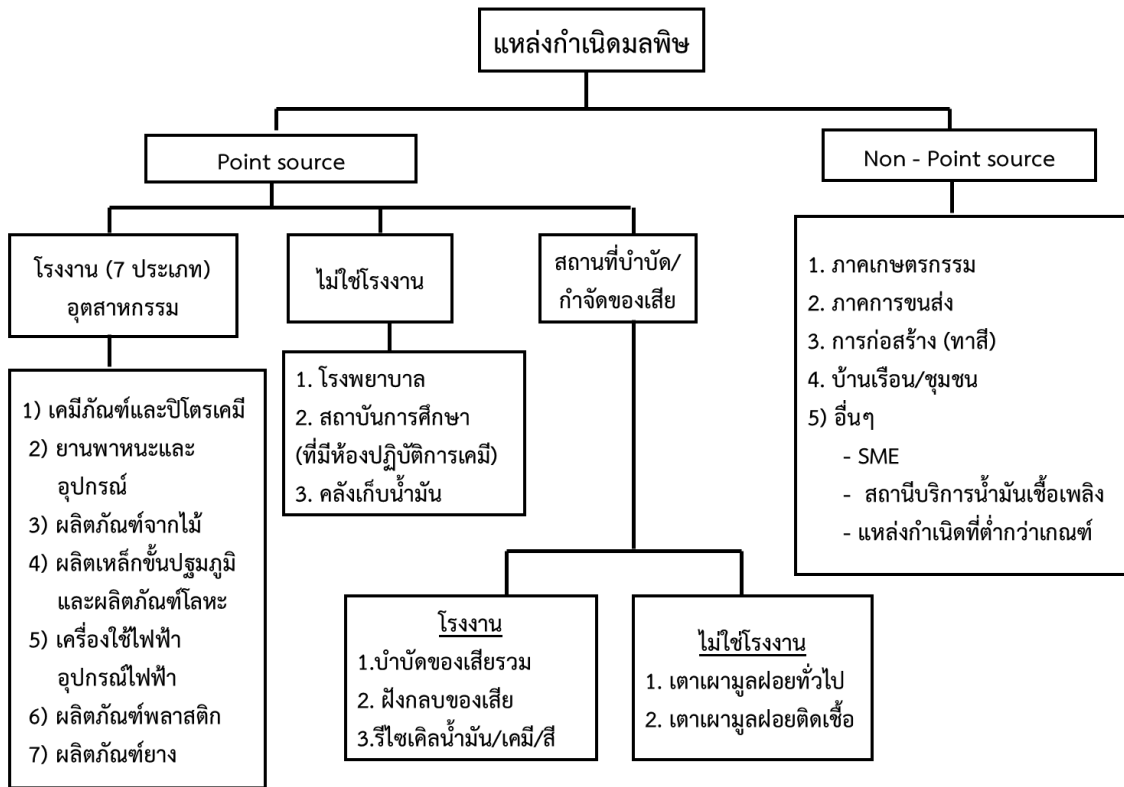 แหล่งกำเนิดมลพิษ
Point source
Non - Point source
โรงงาน (7 ประเภท)
อุตสาหกรรม
ไม่ใช่โรงงาน
สถานที่บำบัด/
กำจัดของเสีย
1) เคมีภัณฑ์และปิโตรเคมี
2) ยานพาหนะและ
อุปกรณ์
3) ผลิตภัณฑ์จากไม้
4) ผลิตเหล็กขั้นปฐมภูมิ
และผลิตภัณฑ์โลหะ
5) เครื่องใช้ไฟฟ้า
อุปกรณ์ไฟฟ้า
6) ผลิตภัณฑ์พลาสติก
7) ผลิตภัณฑ์ยาง
1. โรงพยาบาล
2. สถาบันการศึกษา
(ที่มีห้องปฏิบัติการเคมี)
3. คลังเก็บน้ำมัน
โรงงาน
1.บำบัดของเสียรวม
2. ฝังกลบของเสีย
3.รีไซเคิลน้ำมัน/เคมี/สี
ไม่ใช่โรงงาน
1. เตาเผามูลฝอยทั่วไป
2. เตาเผามูลฝอยติดเชื้อ
1. ภาคเกษตรกรรม
2. ภาคการขนส่ง
3. การก่อสร้าง (ทาสี)
4. บ้านเรือน/ชุมชน
5) อื่นๆ
- SME
- สถานีบริการน้ำมันเชื้อเพลิง
- แหล่งกำเนิดที่ต่ำกว่าเกณฑ์